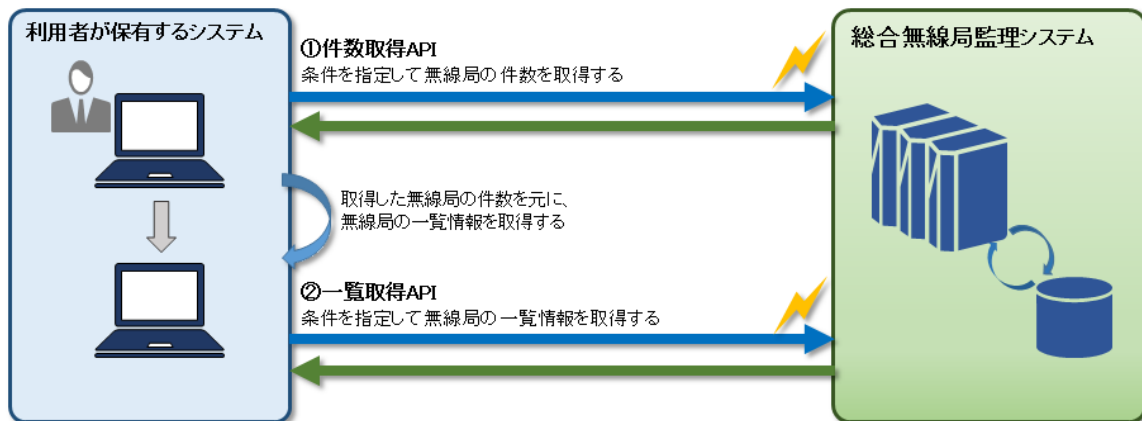 利用者が保有するシステム
総合無線局監理システム
①件数取得API
条件を指定して無線局の件数を取得する
取得した無線局の件数を元に、
無線局の一覧情報を取得する
②一覧取得API
条件を指定して無線局の一覧情報を取得する